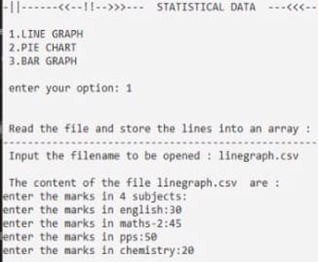 -||------<<--!!-->>>--- STATISTICAL DATA ---<<<--
1.LINE GRAPH
2.PIE CHART
3.BAR GRAPH
enter your option: 1
Read the file and store the lines into an array :
------------------------------------------------
Input the filename to be opened : linegraph.csv
The content of the file linegraph.csv are :
enter the marks in 4 subjects:
enter the marks in english:30
enter the marks in maths-2:45
enter the marks in pps:50
enter the marks in chemistry:20